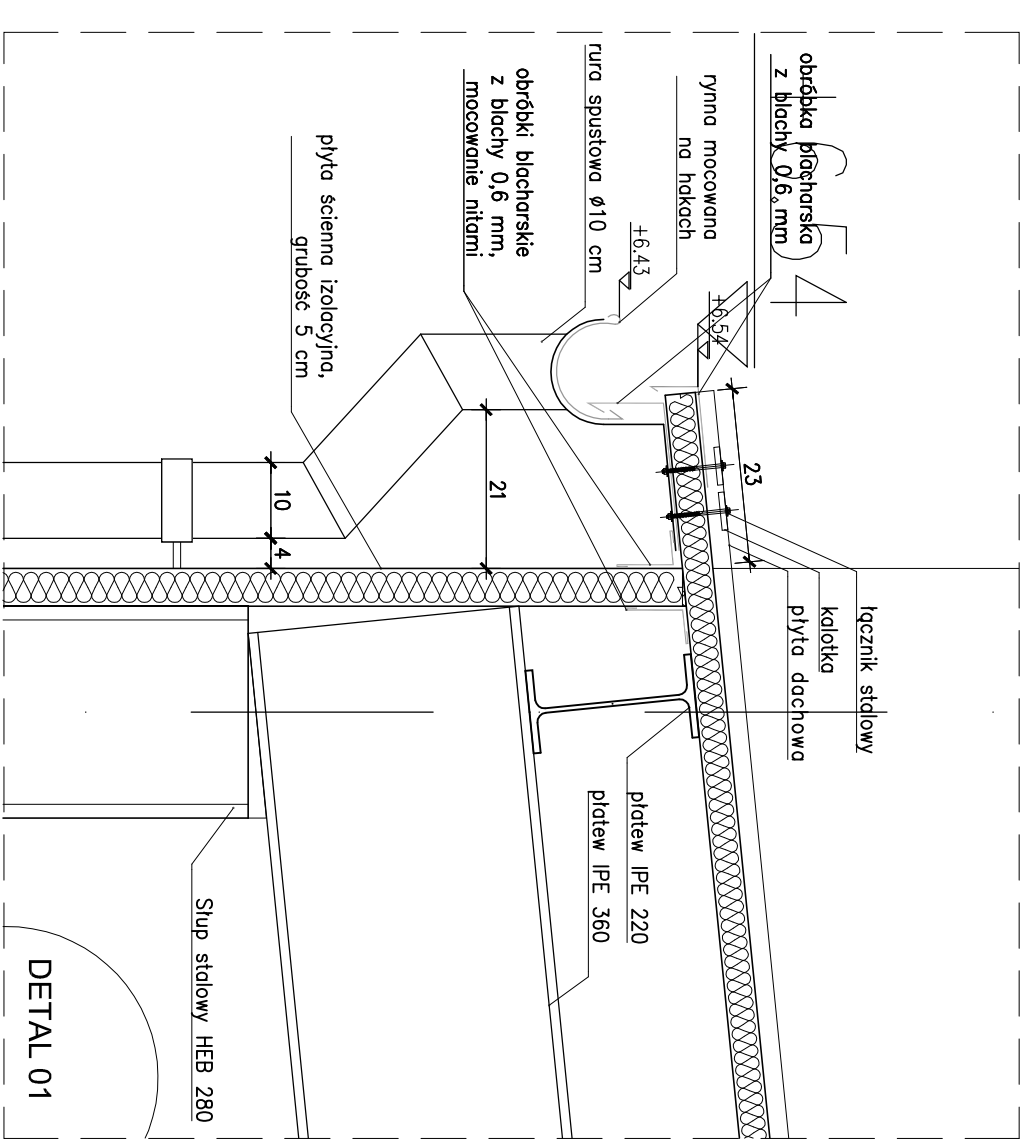 obróbka blacharska
z blachy 0,6 mm
rynna mocowana
na hakach
rura spustowa ø10 cm
obróbki blacharskie
z blachy 0,6 mm,
mocowanie nitami
płyta ścienna izolacyjna,
grubość 5 cm
+6.43
+6.54
23
21
10
4
łącznik stalowy
kalotka
płyta dachowa
płatew IPE 220
płatew IPE 360
Słup stalowy HEB 280
DETAL 01